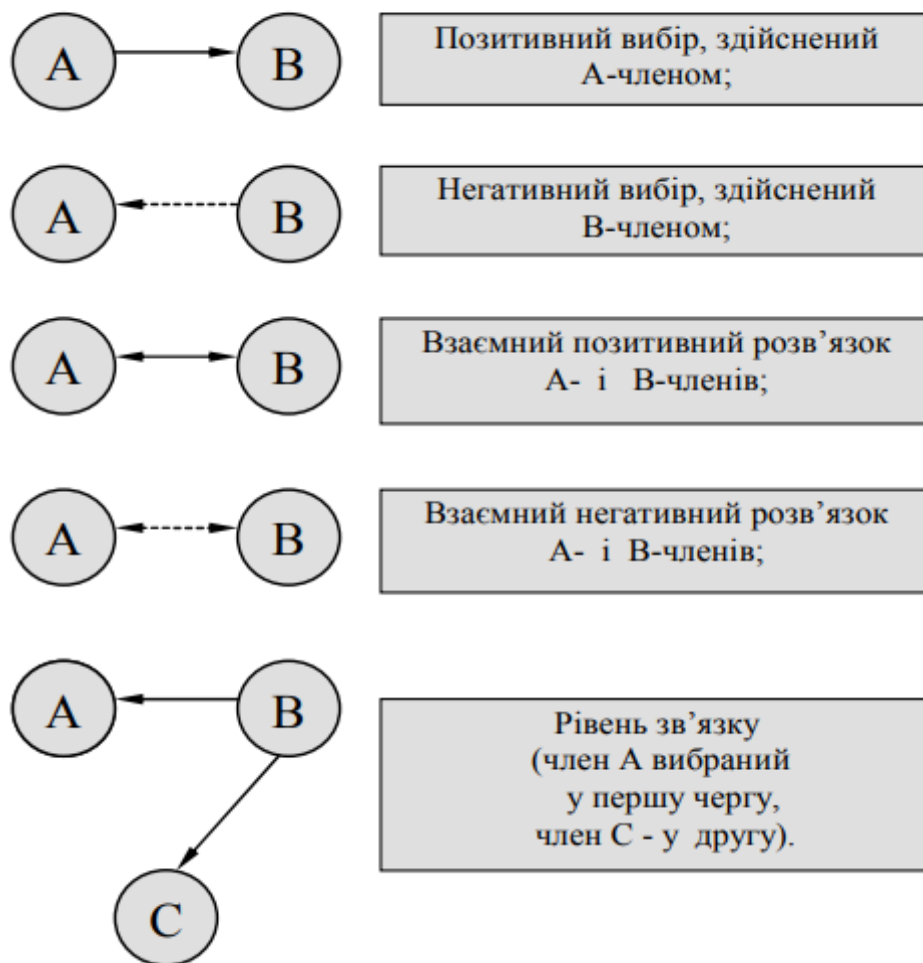 A B
Позитивний вибір, здійснений
А-членом;
A B
Негативний вибір, здійснений
В-членом;
A B
Взаємний позитивний розв’язок
А- і В-членів;
A B
Взаємний негативний розв’язок
А- і В-членів;
A B
Рівень зв’язку
(член А вибраний
у першу чергу,
член С - у другу).
C